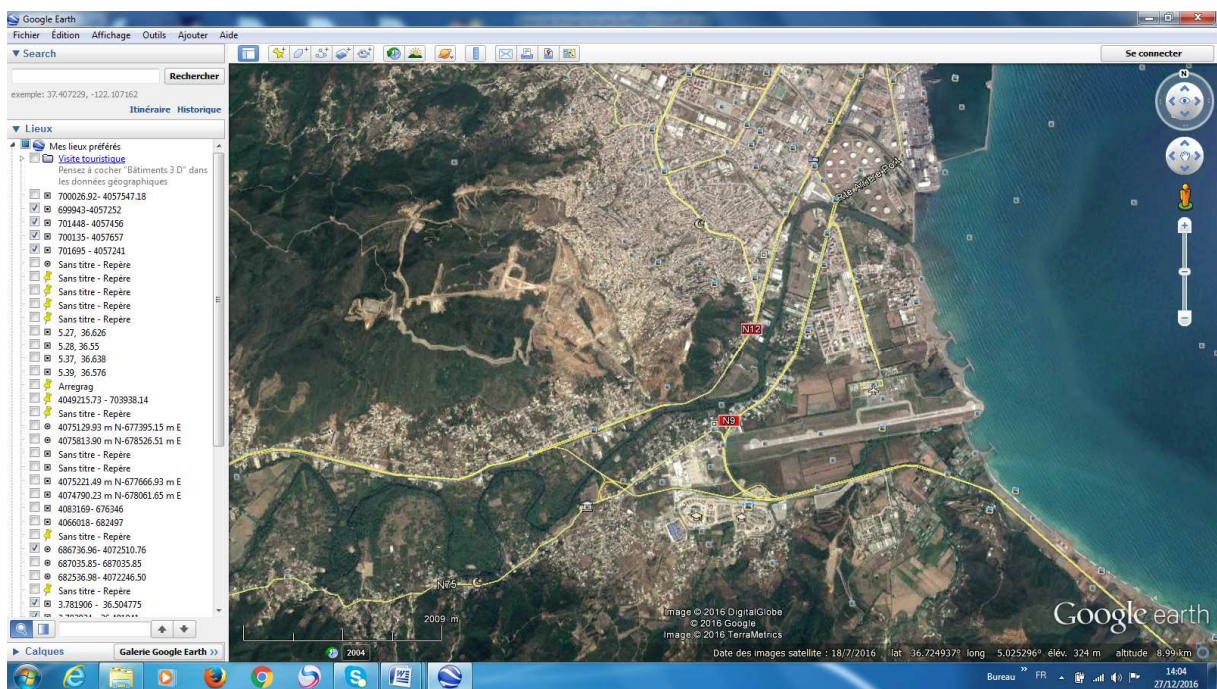 Google Earth
Fichier Édition Affichage Outils Ajouter Aide
▼ Search
Se connecter
Rechercher
exemple: 37.407229, -122.107162
Itinéraire Historique
▼ Lieux
Mes lieux préférés
Visite touristique
Pensez à cocher "Bâtiments 3 D" dans
les données géographiques
700026.92- 4057547.18
699943-4057252
701448- 4057456
700135- 4057657
701695 - 4057241
Sans titre - Repère
Sans titre - Repère
Sans titre - Repère
Sans titre - Repère
Sans titre - Repère
5.27, 36.626
5.28, 36.55
5.37, 36.638
5.39, 36.576
Arregrag
4049215.73 - 703938.14
Sans titre - Repère
4075129.93 m N-677395.15 m E
4075813.90 m N-678526.51 m E
Sans titre - Repère
Sans titre - Repère
Sans titre - Repère
4075221.49 m N-677666.93 m E
4074790.23 m N-678061.65 m E
4083169- 676346
4066018- 682497
Sans titre - Repère
686736.96- 4072510.76
687035.85- 687035.85
682536.98- 4072246.50
Sans titre - Repère
3.781906 - 36.504775
▶ Calques
Galerie Google Earth >>
N
N12
N9
N75
2009 m
2004
Image © 2016 DigitalGlobe
© 2016 Google
Image © 2016 TerraMetrics
Google earth
Date des images satellite : 18/7/2016 lat 36.724937° long 5.025296° élév. 324 m altitude 8.99 km
Bureau » FR
14:04
27/12/2016